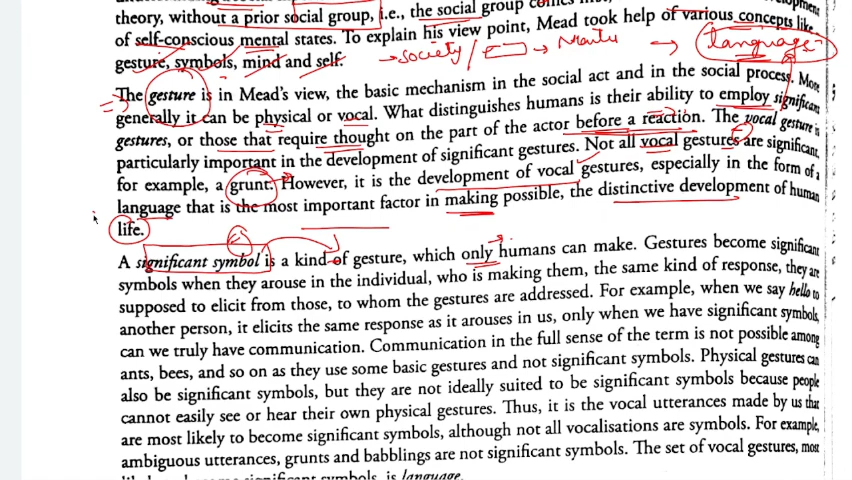 theory, without a prior social group, i.e., the social group comes first,
of self-conscious mental states. To explain his view point, Mead took help of various concepts like
gesture, symbols, mind and self.
society / → → language
The gesture is in Mead's view, the basic mechanism in the social act and in the social process. More
generally it can be physical or vocal. What distinguishes humans is their ability to employ significant
gestures, or those that require thought on the part of the actor before a reaction. The vocal gesture is
particularly important in the development of significant gestures. Not all vocal gestures are significant,
for example, a grunt. However, it is the development of vocal gestures, especially in the form of a
language that is the most important factor in making possible, the distinctive development of human
life.
A significant symbol is a kind of gesture, which only humans can make. Gestures become significant
symbols when they arouse in the individual, who is making them, the same kind of response, they are
supposed to elicit from those, to whom the gestures are addressed. For example, when we say hello to
another person, it elicits the same response as it arouses in us, only when we have significant symbols,
can we truly have communication. Communication in the full sense of the term is not possible among
ants, bees, and so on as they use some basic gestures and not significant symbols. Physical gestures can
also be significant symbols, but they are not ideally suited to be significant symbols because people
cannot easily see or hear their own physical gestures. Thus, it is the vocal utterances made by us that
are most likely to become significant symbols, although not all vocalisations are symbols. For example,
ambiguous utterances, grunts and babblings are not significant symbols. The set of vocal gestures, most
likely to become significant symbols, is language.